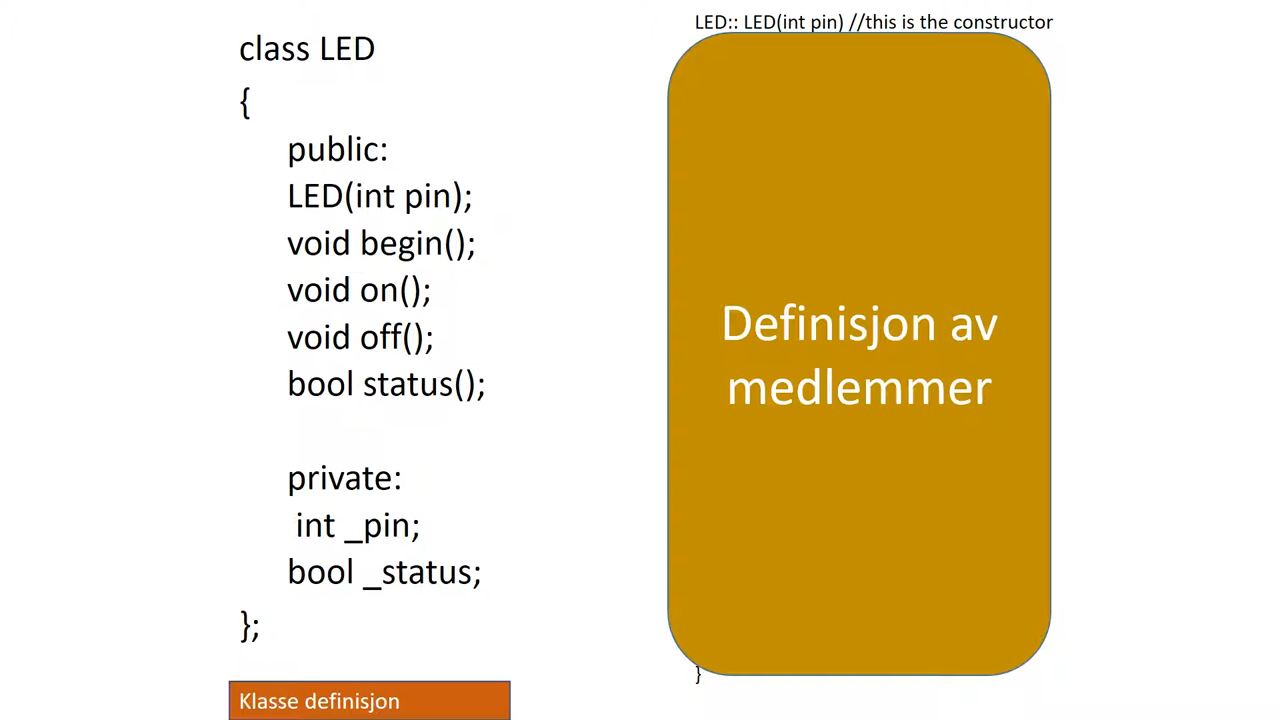 class LED
{
public:
LED(int pin);
void begin();
void on();
void off();
bool status();
private:
int _pin;
bool _status;
};
Klasse definisjon
LED:: LED(int pin) //this is the constructor
Definisjon av
medlemmer
}